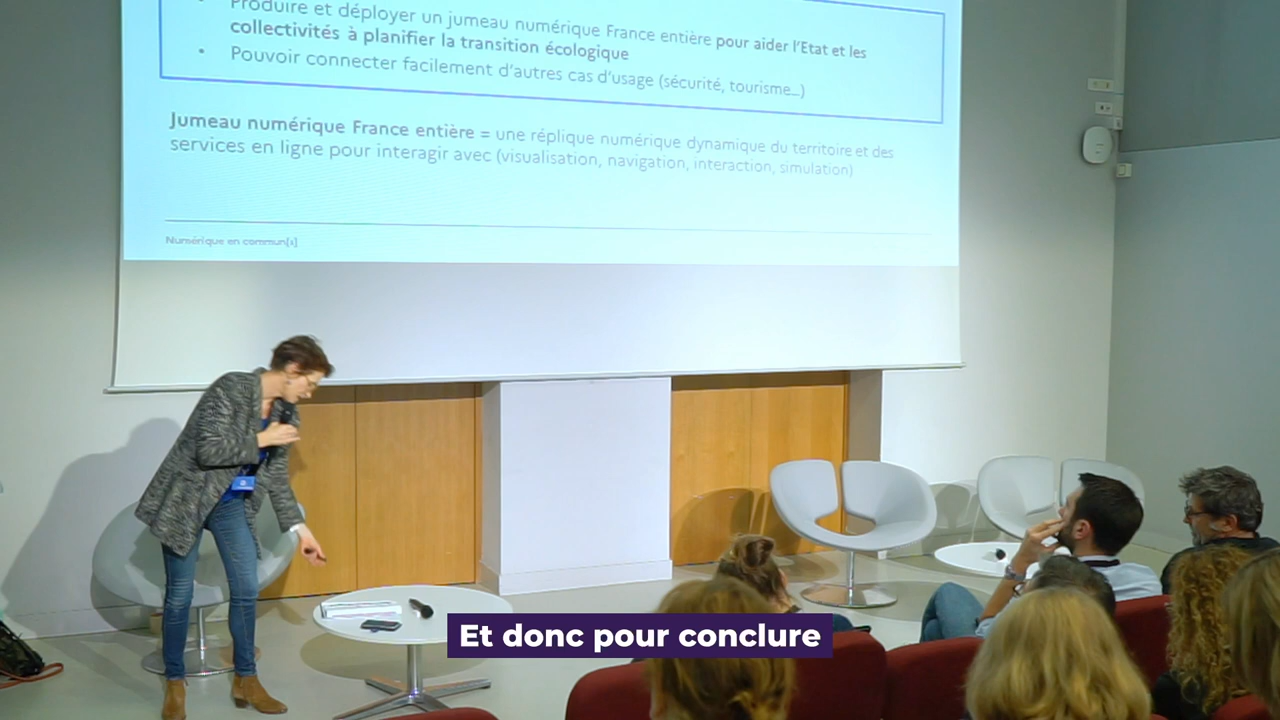 • Produire et déployer un jumeau numérique France entière pour aider l'Etat et les
collectivités à planifier la transition écologique
• Pouvoir connecter facilement d'autres cas d'usage (sécurité, tourisme...)
Jumeau numérique France entière = une réplique numérique dynamique du territoire et des
services en ligne pour interagir avec (visualisation, navigation, interaction, simulation)
Numérique en commun[s]
Et donc pour conclure